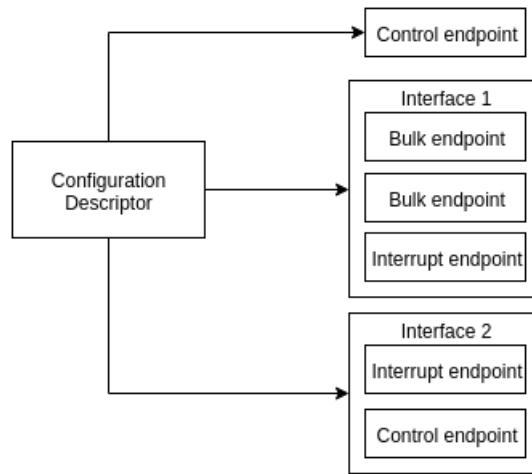 Control endpoint
Interface 1
Bulk endpoint
Configuration
Descriptor
Bulk endpoint
Interrupt endpoint
Interface 2
Interrupt endpoint
Control endpoint